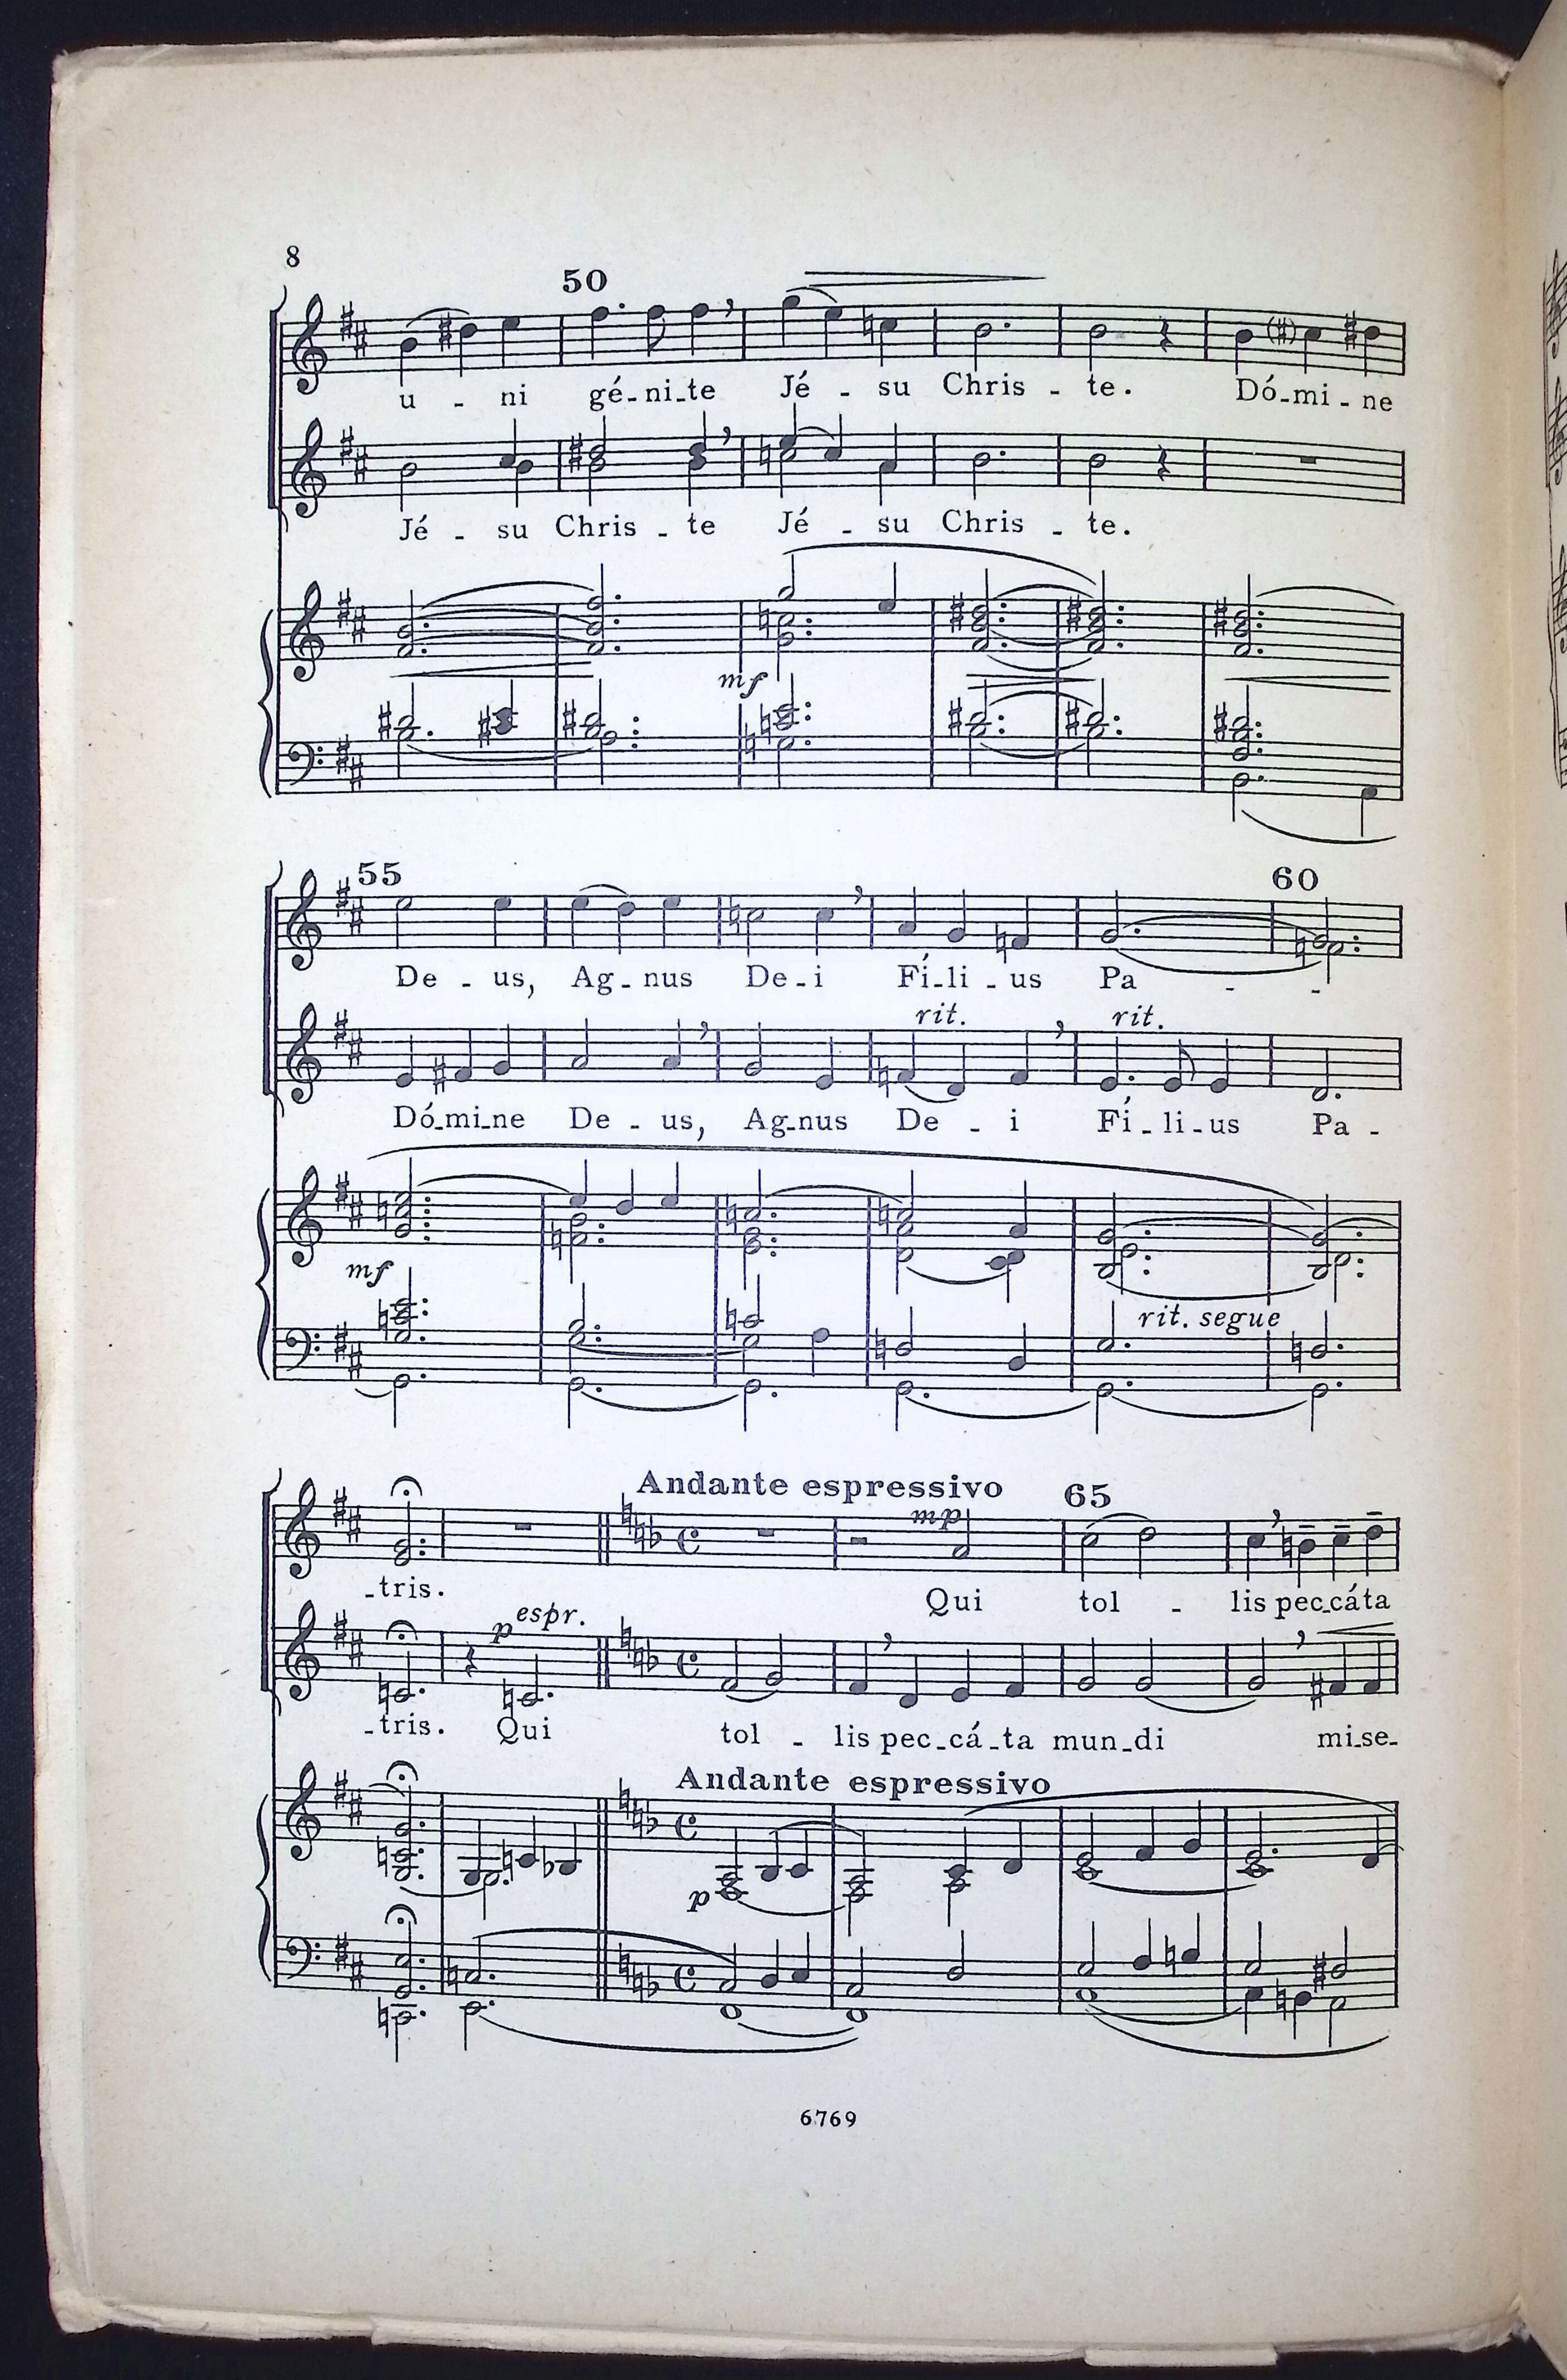 8
50
u - ni gé-ni-te Jé - su Chris - te. Dó-mi-ne
Jé - su Chris - te Jé - su Chris - te.
mf
55
60
De - us, Ag-nus De-i Fí-li-us Pa - -
rit. rit.
Dó-mi-ne De - us, Ag-nus De - i Fí-li-us Pa -
mf
rit. segue
Andante espressivo 65
mp
-tris. Qui tol - lis pec-cáta
p espr.
-tris. Qui tol - lis pec-cá-ta mun-di mi-se-
Andante espressivo
p
6769